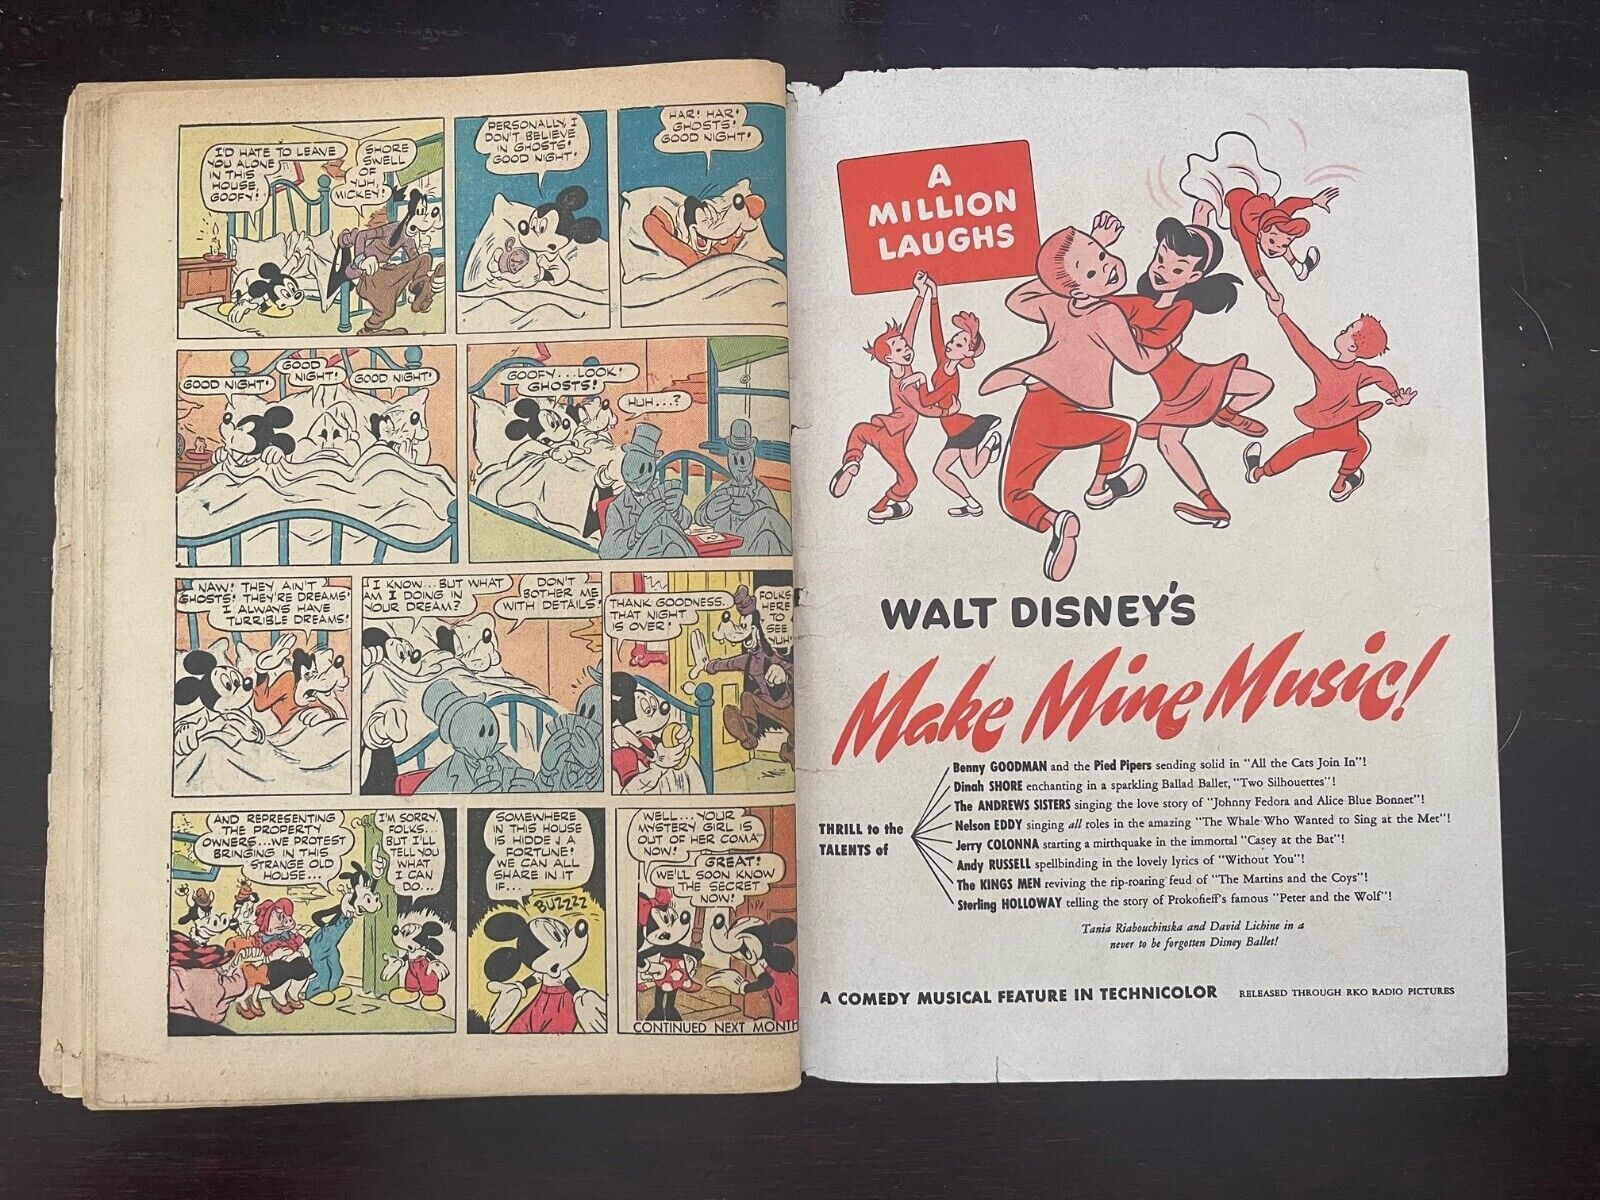 I'D HATE TO LEAVE
YOU ALONE
IN THIS
HOUSE,
GOOFY!
SHORE
SWELL
OF
YUH,
MICKEY!
PERSONALLY, I
DON'T BELIEVE
IN GHOSTS!
GOOD NIGHT!
HAR! HAR!
GHOSTS!
GOOD NIGHT!
GOOD NIGHT!
GOOD
NIGHT!
GOOD NIGHT!
GOOFY... LOOK!
GHOSTS!
HUH...?
NAW! THEY AIN'T
GHOSTS! THEY'RE DREAMS!
I ALWAYS HAVE
TURRIBLE DREAMS!
I KNOW... BUT WHAT
AM I DOING IN
YOUR DREAM?
DON'T
BOTHER ME
WITH DETAILS!
THANK GOODNESS,
THAT NIGHT
IS OVER!
FOLKS
HERE
TO
SEE
YUH!
AND REPRESENTING
THE PROPERTY
OWNERS...WE PROTEST
BRINGING IN THIS
STRANGE OLD
HOUSE...
I'M SORRY,
FOLKS...
BUT I'LL
TELL YOU
WHAT I
CAN
DO...
SOMEWHERE
IN THIS HOUSE
IS HIDDEN A
FORTUNE!
WE CAN ALL
SHARE IN IT
IF...
BUZZZZ
WELL...YOUR
MYSTERY GIRL IS
OUT OF HER COMA
NOW!
GREAT!
WE'LL SOON KNOW
THE SECRET
NOW!
CONTINUED NEXT MONTH
A
MILLION
LAUGHS
WALT DISNEY'S
Make Mine Music!
THRILL to the
TALENTS of
Benny GOODMAN and the Pied Pipers sending solid in "All the Cats Join In"!
Dinah SHORE enchanting in a sparkling Ballad Ballet, "Two Silhouettes"!
The ANDREWS SISTERS singing the love story of "Johnny Fedora and Alice Blue Bonnet"!
Nelson EDDY singing all roles in the amazing "The Whale Who Wanted to Sing at the Met"!
Jerry COLONNA starting a mirthquake in the immortal "Casey at the Bat"!
Andy RUSSELL spellbinding in the lovely lyrics of "Without You"!
The KINGS MEN reviving the rip-roaring feud of "The Martins and the Coys"!
Sterling HOLLOWAY telling the story of Prokofieff's famous "Peter and the Wolf"!
Tania Riabouchinska and David Lichine in a
never to be forgotten Disney Ballet!
A COMEDY MUSICAL FEATURE IN TECHNICOLOR
RELEASED THROUGH RKO RADIO PICTURES